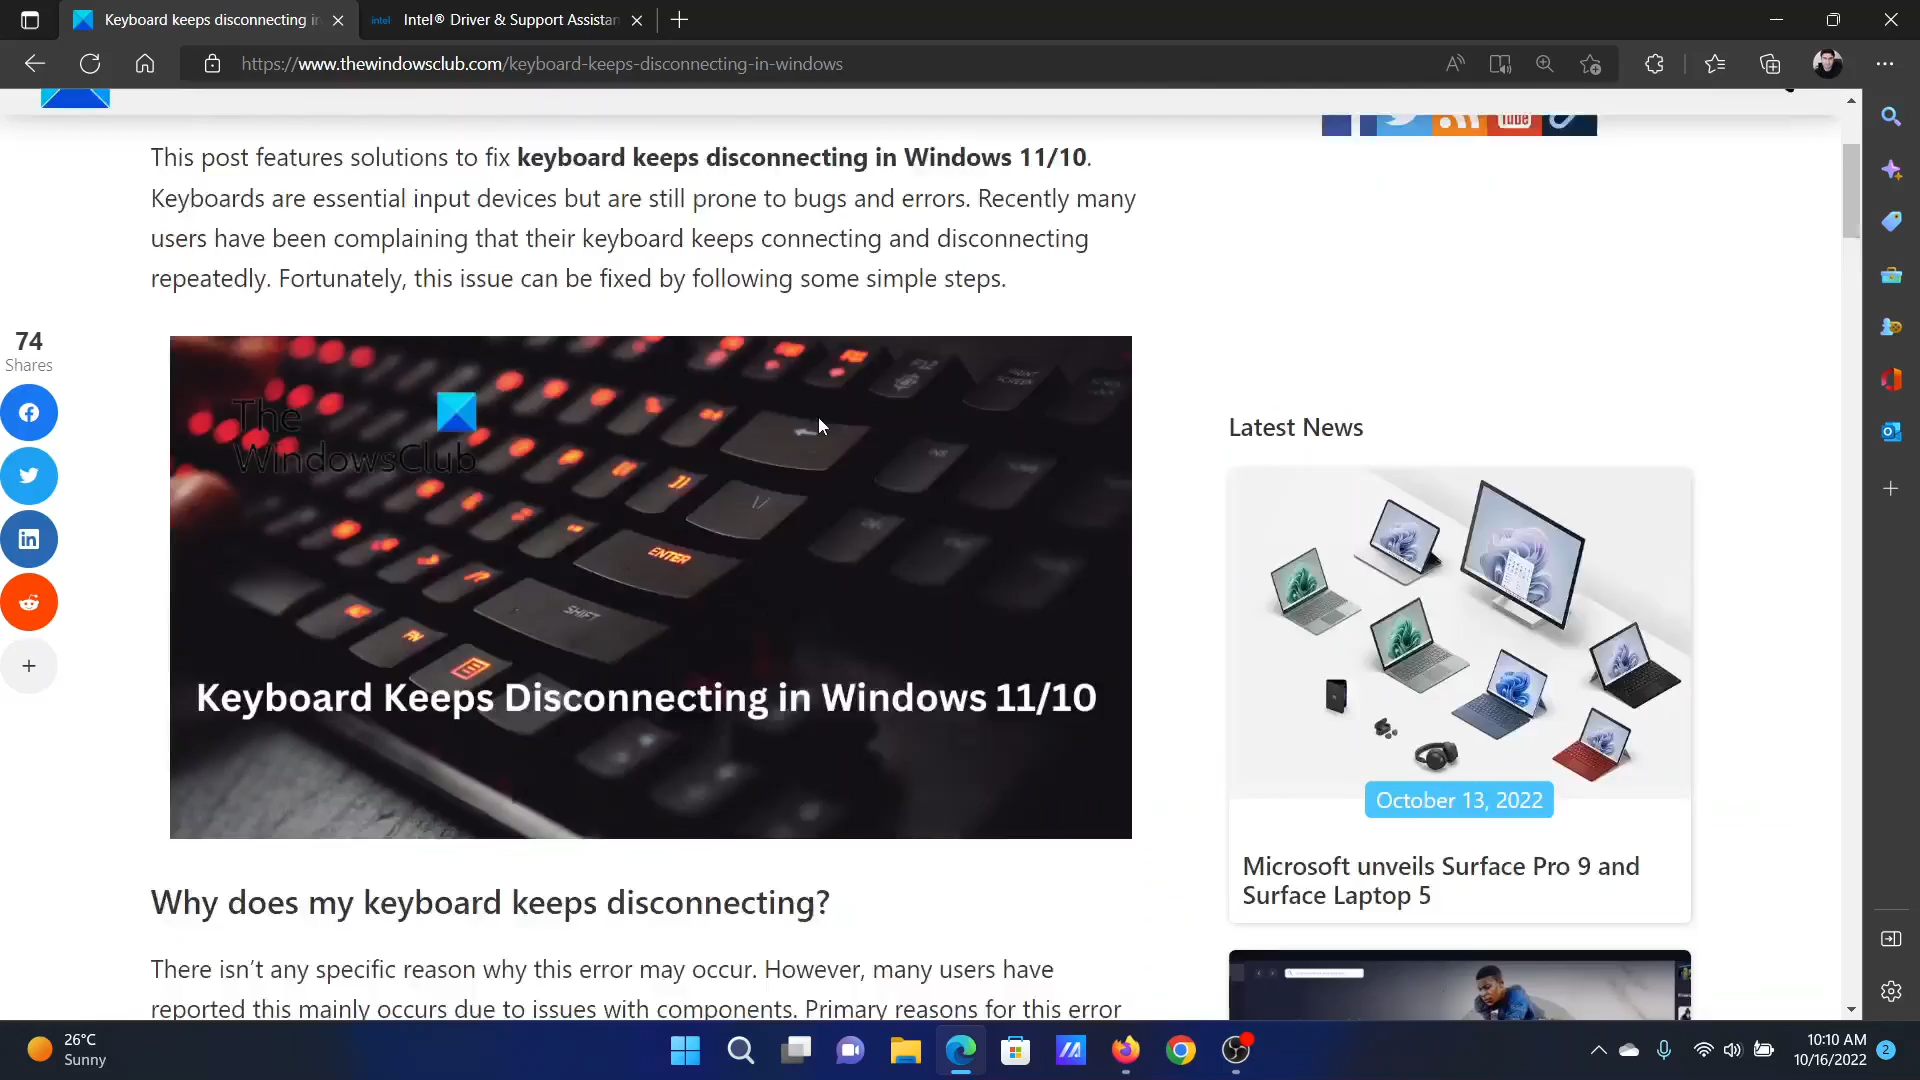 Keyboard keeps disconnecting in
intel
Intel® Driver & Support Assistan
https://www.thewindowsclub.com/keyboard-keeps-disconnecting-in-windows
This post features solutions to fix keyboard keeps disconnecting in Windows 11/10.
Keyboards are essential input devices but are still prone to bugs and errors. Recently many
users have been complaining that their keyboard keeps connecting and disconnecting
repeatedly. Fortunately, this issue can be fixed by following some simple steps.
Tube
74
Shares
The
WindowsClub
F12
PRINT
SCREEN
ENTER
SHIFT
FN
Keyboard Keeps Disconnecting in Windows 11/10
Latest News
October 13, 2022
Microsoft unveils Surface Pro 9 and
Surface Laptop 5
Why does my keyboard keeps disconnecting?
There isn’t any specific reason why this error may occur. However, many users have
reported this mainly occurs due to issues with components. Primary reasons for this error
26°C
Sunny
10:10 AM
10/16/2022
2